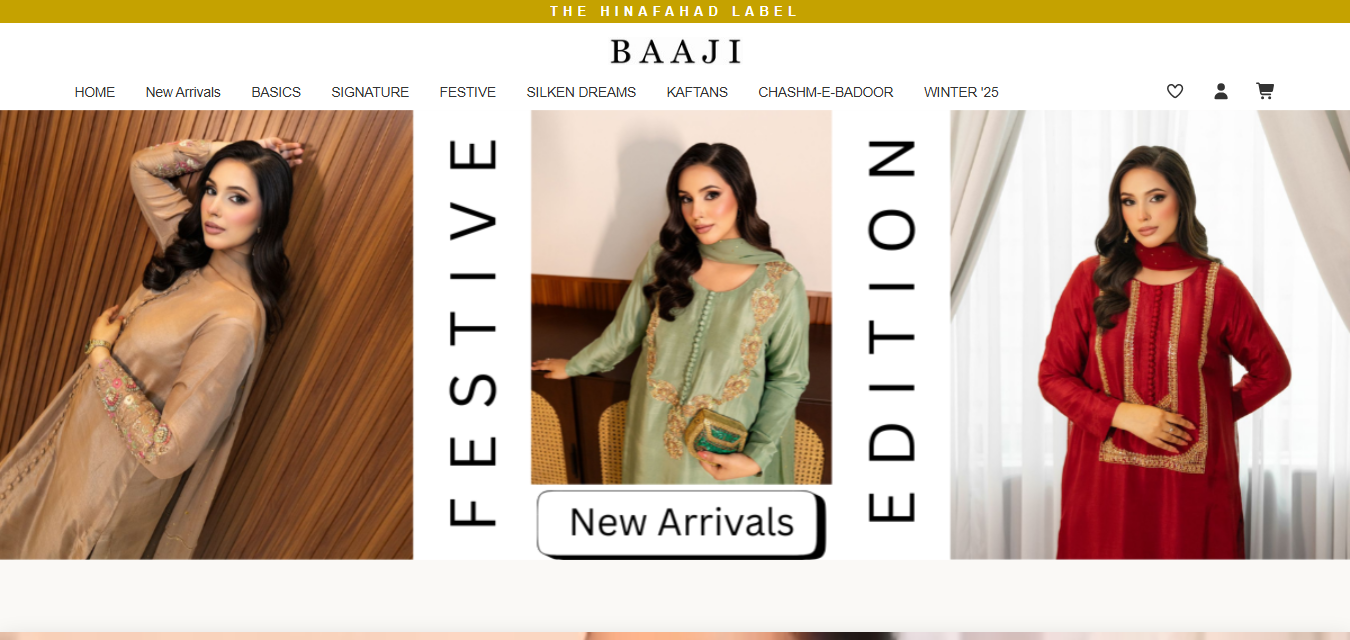 THE HINAFAHAD LABEL
BAAJI
HOME New Arrivals BASICS SIGNATURE FESTIVE SILKEN DREAMS KAFTANS CHASHM-E-BADOOR WINTER '25
FESTIVE
EDITION
New Arrivals